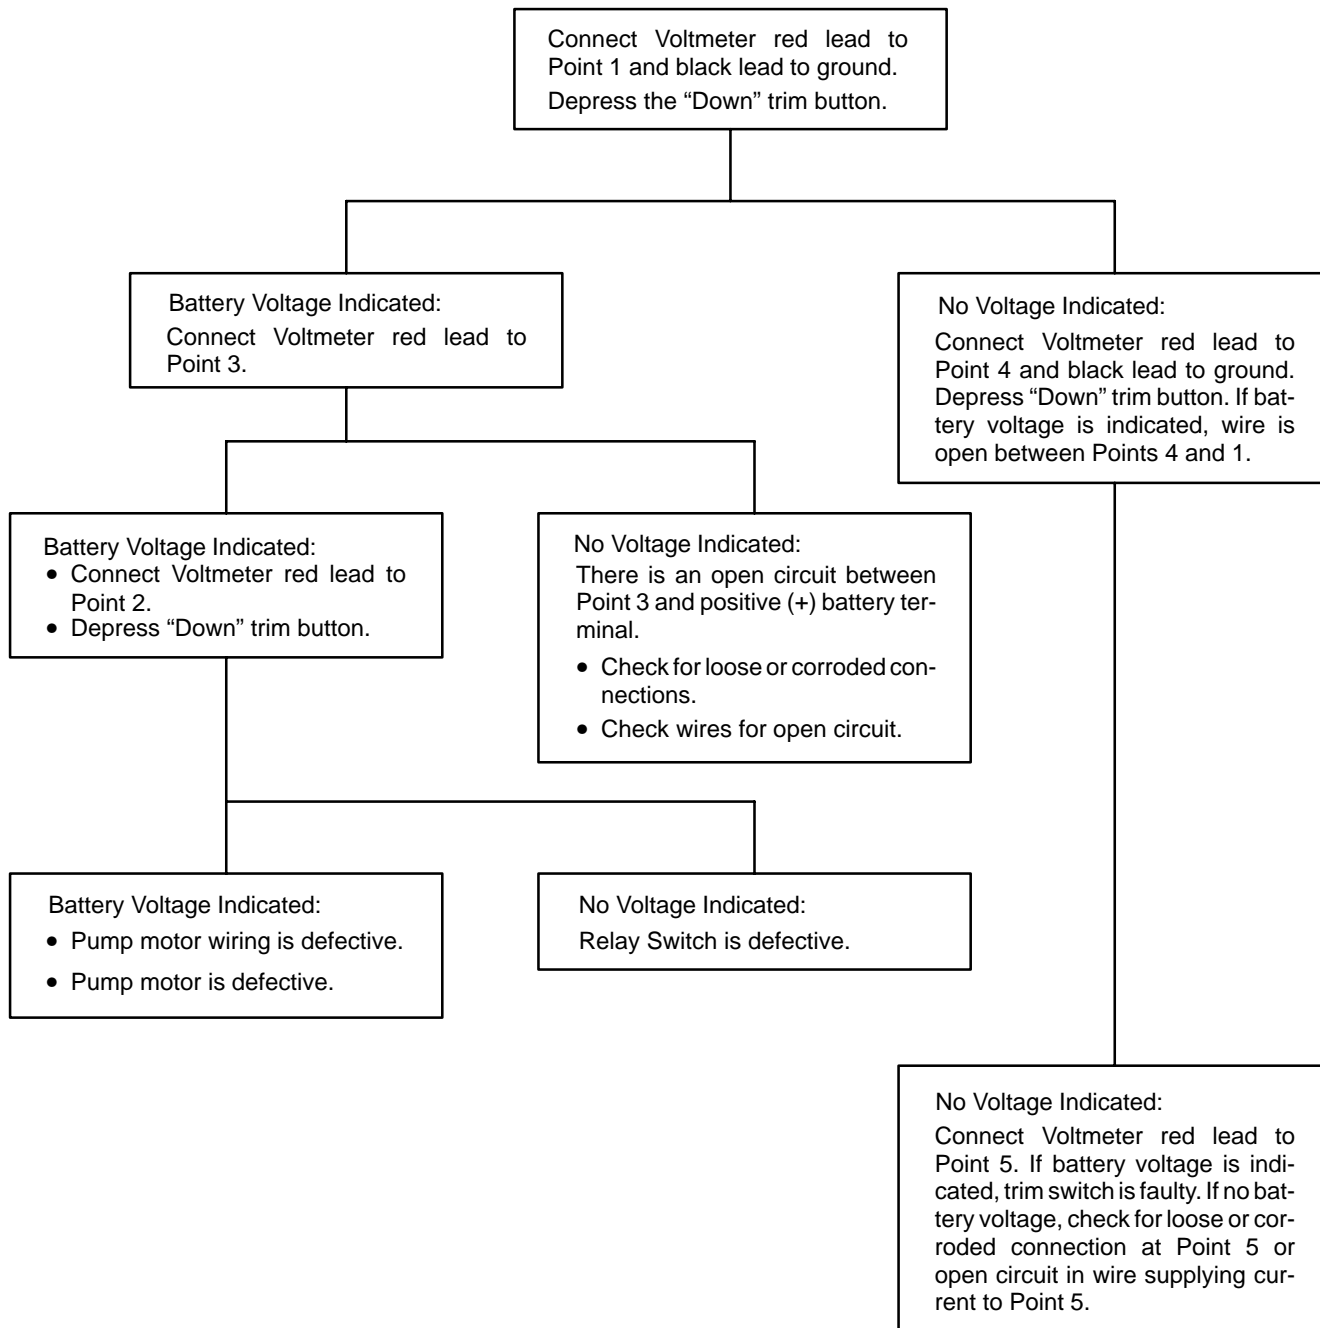 Connect Voltmeter red lead to
Point 1 and black lead to ground.
Depress the “Down” trim button.
Battery Voltage Indicated:
Connect Voltmeter red lead to
Point 3.
No Voltage Indicated:
Connect Voltmeter red lead to
Point 4 and black lead to ground.
Depress “Down” trim button. If bat-
tery voltage is indicated, wire is
open between Points 4 and 1.
Battery Voltage Indicated:
• Connect Voltmeter red lead to
Point 2.
• Depress “Down” trim button.
No Voltage Indicated:
There is an open circuit between
Point 3 and positive (+) battery ter-
minal.
• Check for loose or corroded con-
nections.
• Check wires for open circuit.
Battery Voltage Indicated:
• Pump motor wiring is defective.
• Pump motor is defective.
No Voltage Indicated:
Relay Switch is defective.
No Voltage Indicated:
Connect Voltmeter red lead to
Point 5. If battery voltage is indi-
cated, trim switch is faulty. If no bat-
tery voltage, check for loose or cor-
roded connection at Point 5 or
open circuit in wire supplying cur-
rent to Point 5.